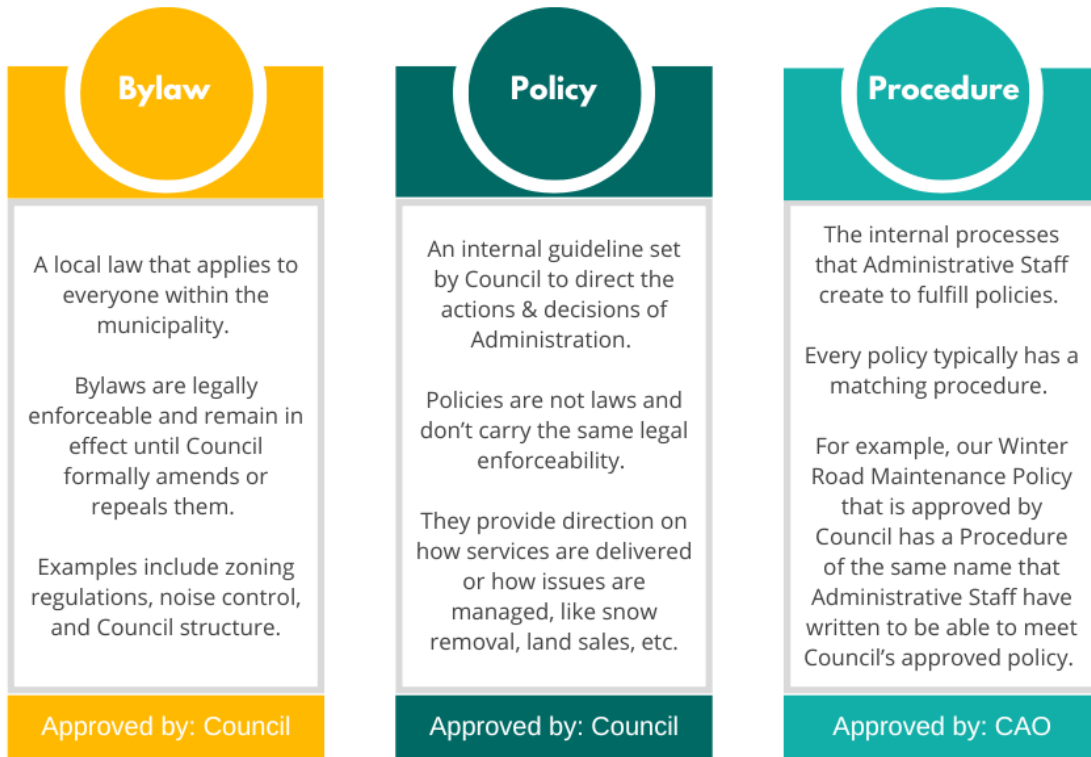 Bylaw
A local law that applies to
everyone within the
municipality.
Bylaws are legally
enforceable and remain in
effect until Council
formally amends or
repeals them.
Examples include zoning
regulations, noise control,
and Council structure.
Approved by: Council
Policy
An internal guideline set
by Council to direct the
actions & decisions of
Administration.
Policies are not laws and
don’t carry the same legal
enforceability.
They provide direction on
how services are delivered
or how issues are
managed, like snow
removal, land sales, etc.
Approved by: Council
Procedure
The internal processes
that Administrative Staff
create to fulfill policies.
Every policy typically has a
matching procedure.
For example, our Winter
Road Maintenance Policy
that is approved by
Council has a Procedure
of the same name that
Administrative Staff have
written to be able to meet
Council’s approved policy.
Approved by: CAO